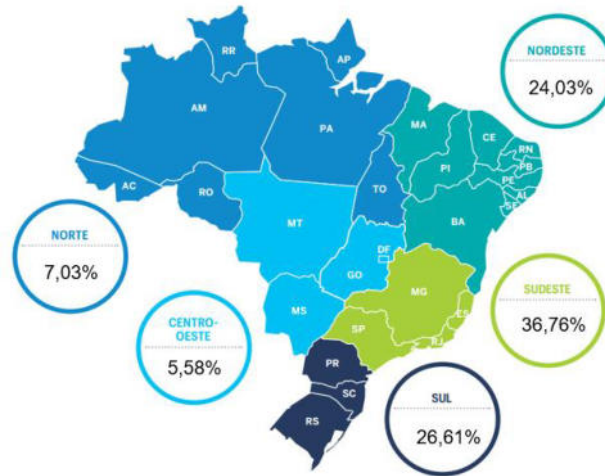 RR
AP
NORDESTE
24,03%
AM
PA
MA
CE
RN
PB
PI
PE
AL
SE
AC
RO
TO
BA
MT
NORTE
7,03%
DF
GO
MG
SUDESTE
36,76%
ES
MS
CENTRO-
OESTE
5,58%
SP
RJ
PR
SC
SUL
26,61%
RS